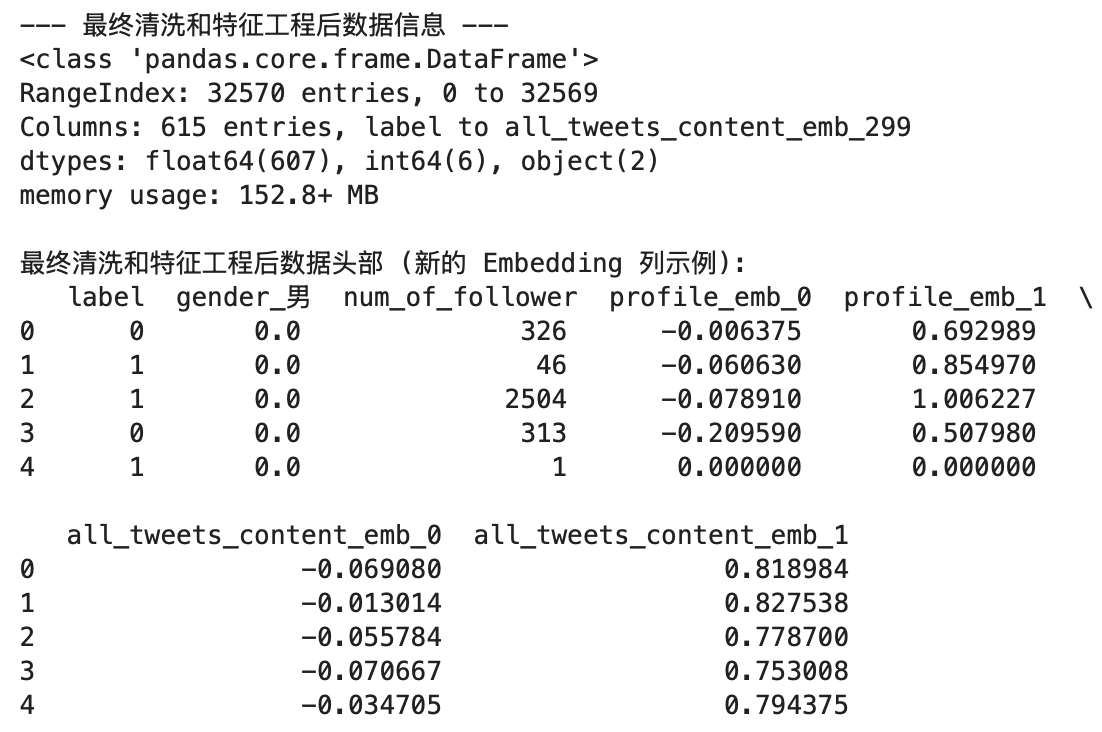 --- 最终清洗和特征工程后数据信息 ---
<class 'pandas.core.frame.DataFrame'>
RangeIndex: 32570 entries, 0 to 32569
Columns: 615 entries, label to all_tweets_content_emb_299
dtypes: float64(607), int64(6), object(2)
memory usage: 152.8+ MB

最终清洗和特征工程后数据头部 (新的 Embedding 列示例):
   label  gender_男  num_of_follower  profile_emb_0  profile_emb_1  \
0      0       0.0              326      -0.006375       0.692989
1      1       0.0               46      -0.060630       0.854970
2      1       0.0             2504      -0.078910       1.006227
3      0       0.0              313      -0.209590       0.507980
4      1       0.0                1       0.000000       0.000000

   all_tweets_content_emb_0  all_tweets_content_emb_1
0                 -0.069080                  0.818984
1                 -0.013014                  0.827538
2                 -0.055784                  0.778700
3                 -0.070667                  0.753008
4                 -0.034705                  0.794375